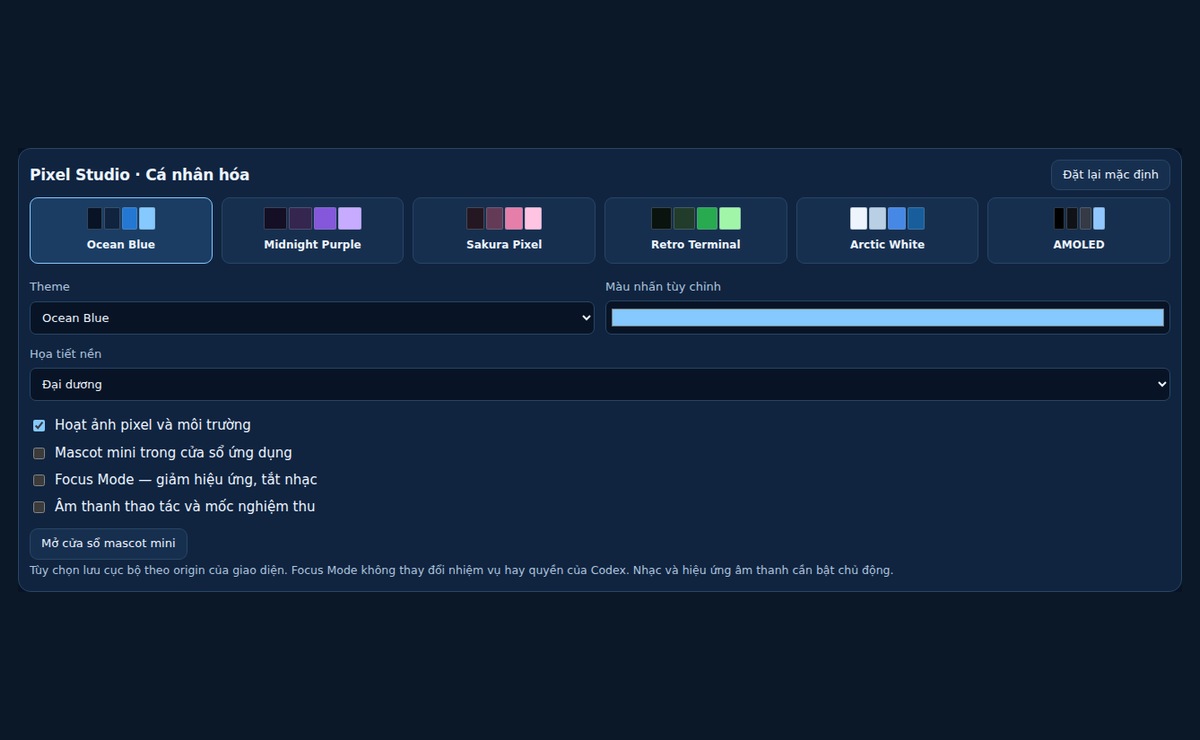 Pixel Studio · Cá nhân hóa
Đặt lại mặc định
Ocean Blue
Midnight Purple
Sakura Pixel
Retro Terminal
Arctic White
AMOLED
Theme
Màu nhấn tùy chỉnh
Ocean Blue
Họa tiết nền
Đại dương
Hoạt ảnh pixel và môi trường
Mascot mini trong cửa sổ ứng dụng
Focus Mode — giảm hiệu ứng, tắt nhạc
Âm thanh thao tác và mốc nghiệm thu
Mở cửa sổ mascot mini
Tùy chọn lưu cục bộ theo origin của giao diện. Focus Mode không thay đổi nhiệm vụ hay quyền của Codex. Nhạc và hiệu ứng âm thanh cần bật chủ động.